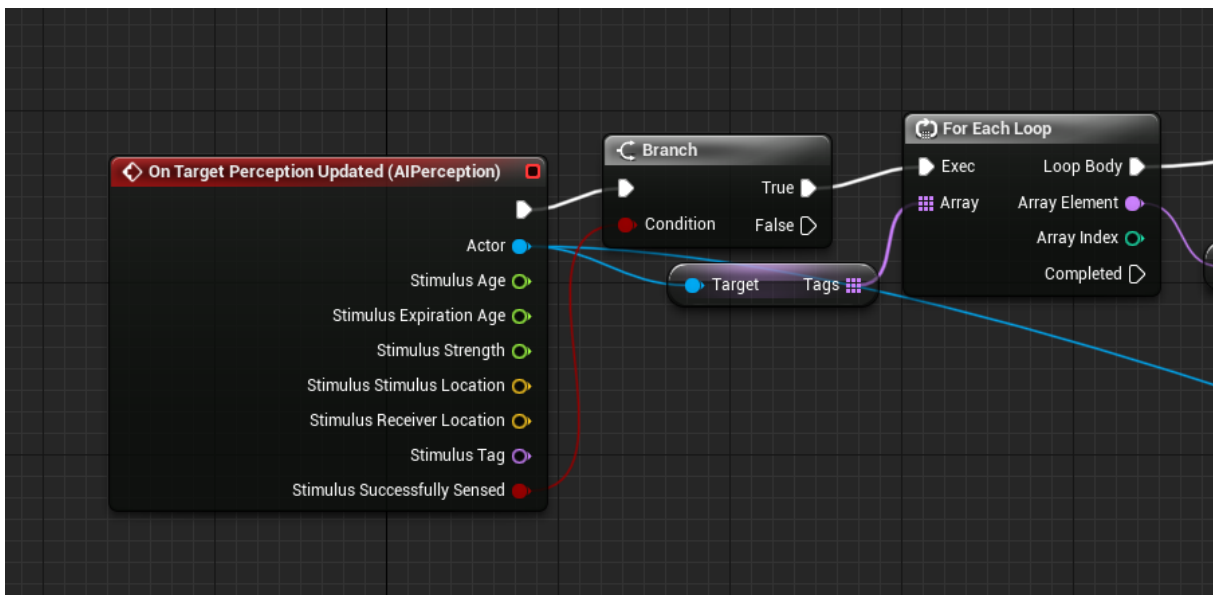 On Target Perception Updated (AIPerception)
Actor
Stimulus Age
Stimulus Expiration Age
Stimulus Strength
Stimulus Stimulus Location
Stimulus Receiver Location
Stimulus Tag
Stimulus Successfully Sensed
Branch
True
Condition
False
Target
Tags
For Each Loop
Exec
Loop Body
Array
Array Element
Array Index
Completed